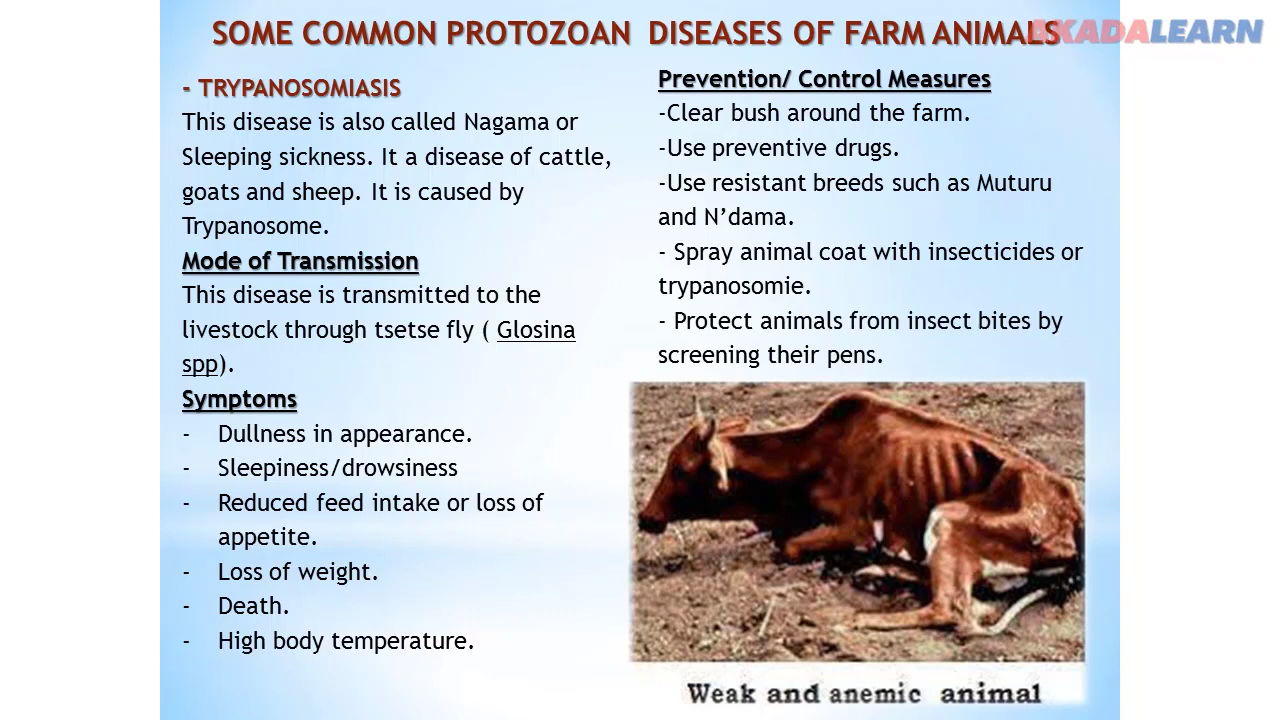 SOME COMMON PROTOZOAN DISEASES OF FARM ANIMALS
AKADALEARN
- TRYPANOSOMIASIS
This disease is also called Nagama or
Sleeping sickness. It a disease of cattle,
goats and sheep. It is caused by
Trypanosome.
Mode of Transmission
This disease is transmitted to the
livestock through tsetse fly ( Glosina
spp).
Symptoms
- Dullness in appearance.
- Sleepiness/drowsiness
- Reduced feed intake or loss of
appetite.
- Loss of weight.
- Death.
- High body temperature.
Prevention/ Control Measures
-Clear bush around the farm.
-Use preventive drugs.
-Use resistant breeds such as Muturu
and N’dama.
- Spray animal coat with insecticides or
trypanosomie.
- Protect animals from insect bites by
screening their pens.
Weak and anemic animal